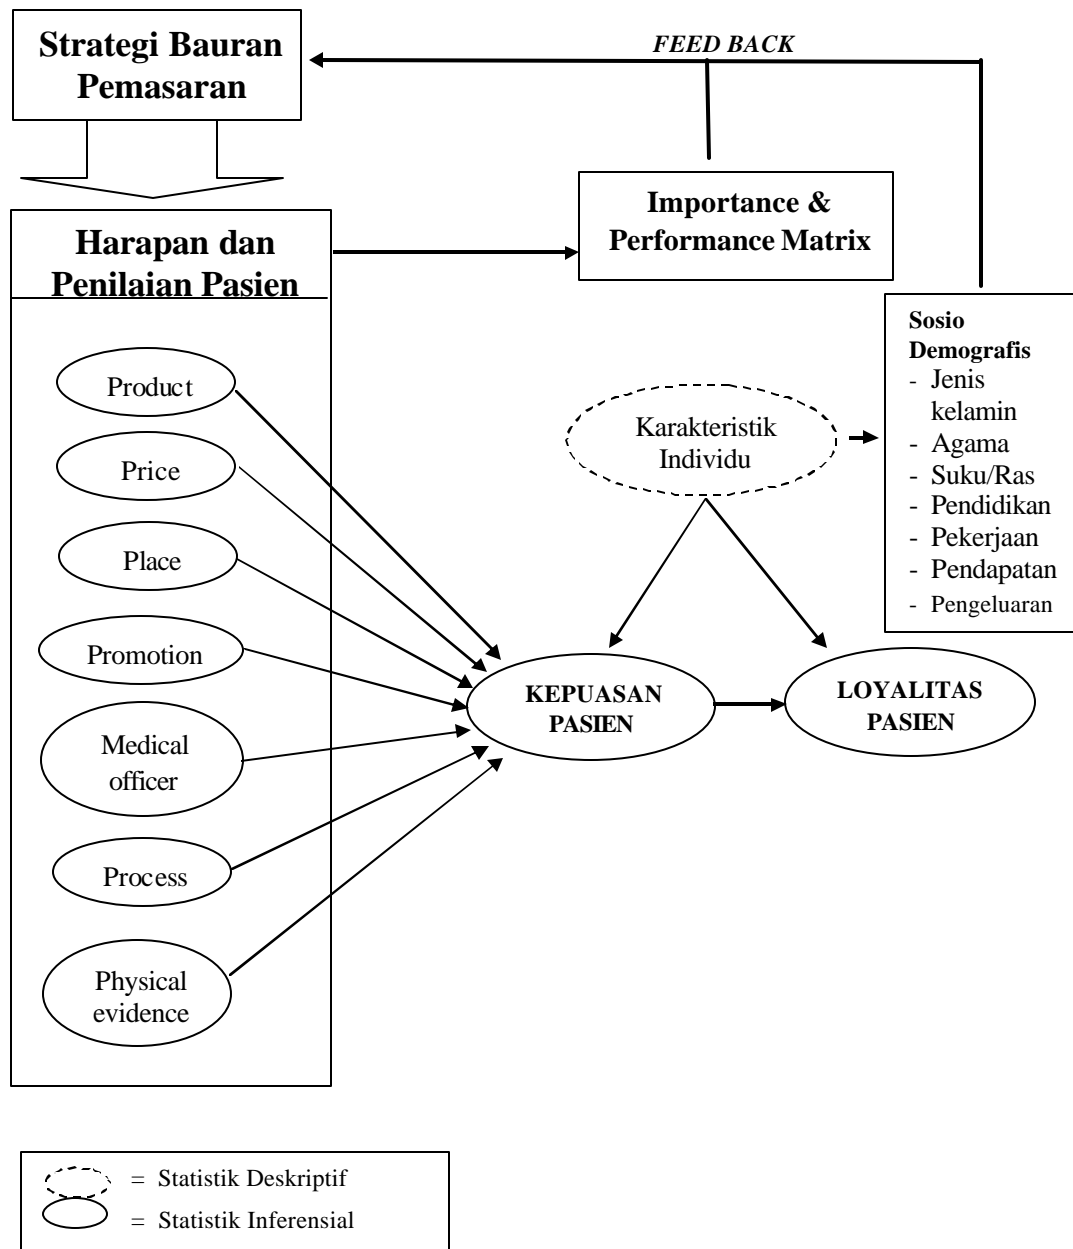 Strategi Bauran
Pemasaran
FEED BACK
Importance &
Performance Matrix
Harapan dan
Penilaian Pasien
Product
Price
Place
Promotion
Medical
officer
Process
Physical
evidence
Karakteristik
Individu
Sosio
Demografis
- Jenis
kelamin
- Agama
- Suku/Ras
- Pendidikan
- Pekerjaan
- Pendapatan
- Pengeluaran
KEPUASAN
PASIEN
LOYALITAS
PASIEN
= Statistik Deskriptif
= Statistik Inferensial